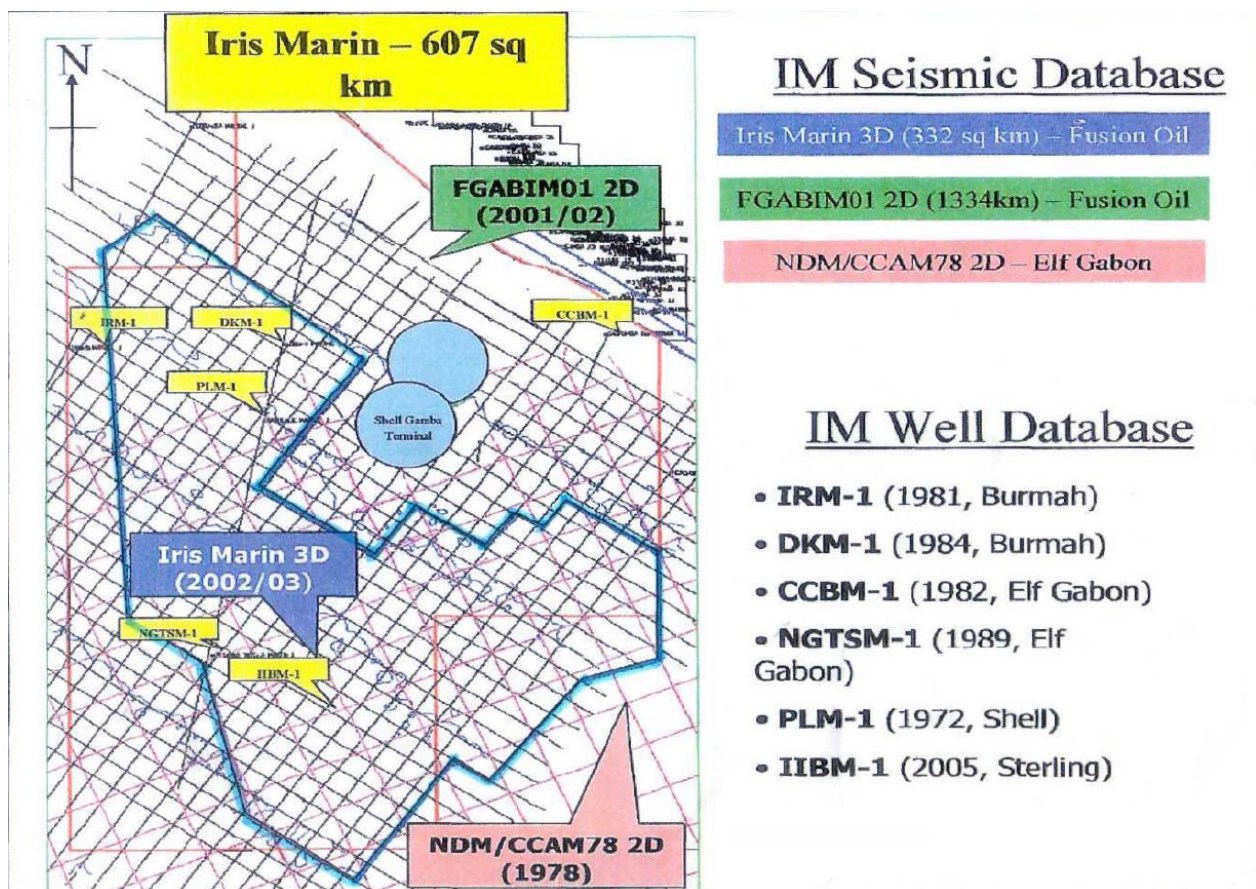 Iris Marin – 607 sq
km
N
FGABIM01 2D
(2001/02)
IRM-1
DKM-1
CCBM-1
PLM-1
Shell Gamba
Terminal
Iris Marin 3D
(2002/03)
NGTSM-1
IIBM-1
NDM/CCAM78 2D
(1978)
IM Seismic Database
Iris Marin 3D (332 sq km) – Fusion Oil
FGABIM01 2D (1334km) – Fusion Oil
NDM/CCAM78 2D – Elf Gabon
IM Well Database
• IRM-1 (1981, Burmah)
• DKM-1 (1984, Burmah)
• CCBM-1 (1982, Elf Gabon)
• NGTSM-1 (1989, Elf
Gabon)
• PLM-1 (1972, Shell)
• IIBM-1 (2005, Sterling)